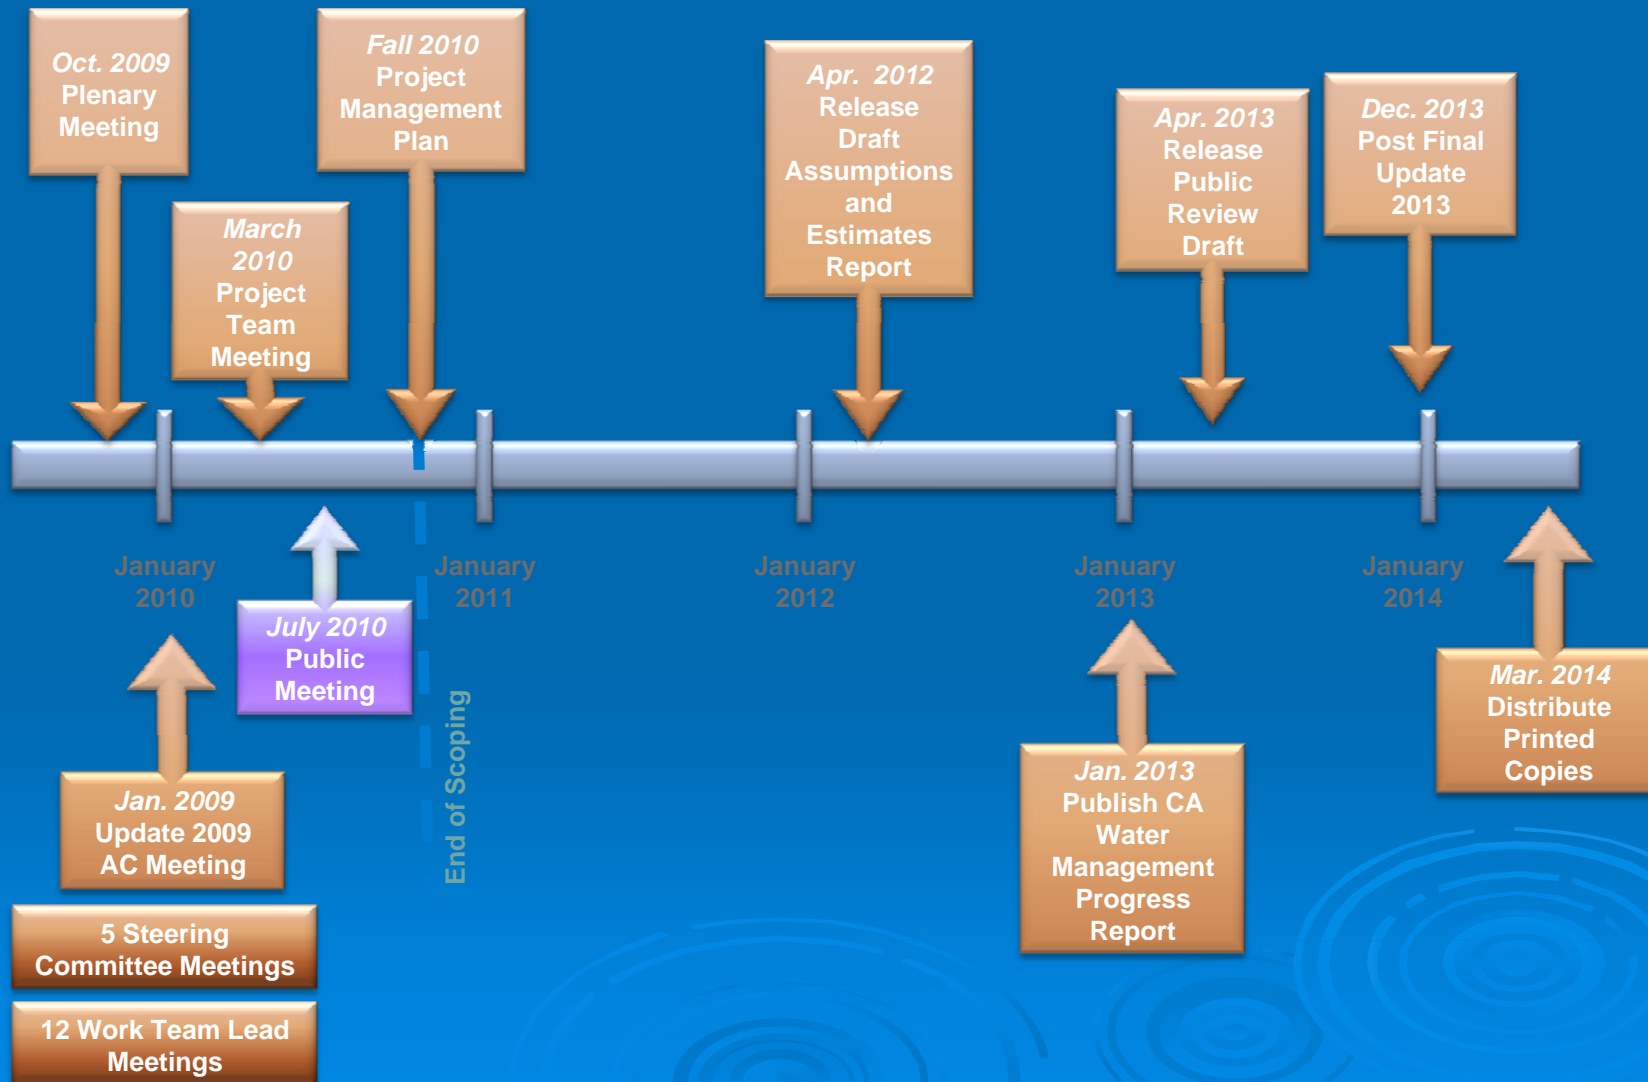 Oct. 2009
Plenary
Meeting
March
2010
Project
Team
Meeting
Fall 2010
Project
Management
Plan
Apr.  2012
Release
Draft
Assumptions
and
Estimates
Report
Apr. 2013
Release
Public
Review
Draft
Dec. 2013
Post Final
Update
2013
January
2010
January
2011
January
2012
January
2013
January
2014
July 2010
Public
Meeting
End of Scoping
Jan. 2009
Update 2009
AC Meeting
5 Steering
Committee Meetings
12 Work Team Lead
Meetings
Jan. 2013
Publish CA
Water
Management
Progress
Report
Mar. 2014
Distribute
Printed
Copies